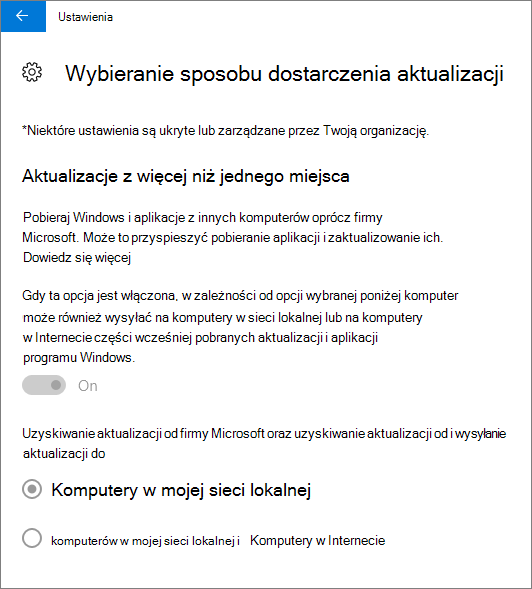 Ustawienia
Wybieranie sposobu dostarczenia aktualizacji
*Niektóre ustawienia są ukryte lub zarządzane przez Twoją organizację.
Aktualizacje z więcej niż jednego miejsca
Pobieraj Windows i aplikacje z innych komputerów oprócz firmy
Microsoft. Może to przyspieszyć pobieranie aplikacji i zaktualizowanie ich.
Dowiedz się więcej
Gdy ta opcja jest włączona, w zależności od opcji wybranej poniżej komputer
może również wysyłać na komputery w sieci lokalnej lub na komputery
w Internecie części wcześniej pobranych aktualizacji i aplikacji
programu Windows.
On
Uzyskiwanie aktualizacji od firmy Microsoft oraz uzyskiwanie aktualizacji od i wysyłanie
aktualizacji do
Komputery w mojej sieci lokalnej
komputerów w mojej sieci lokalnej i Komputery w Internecie